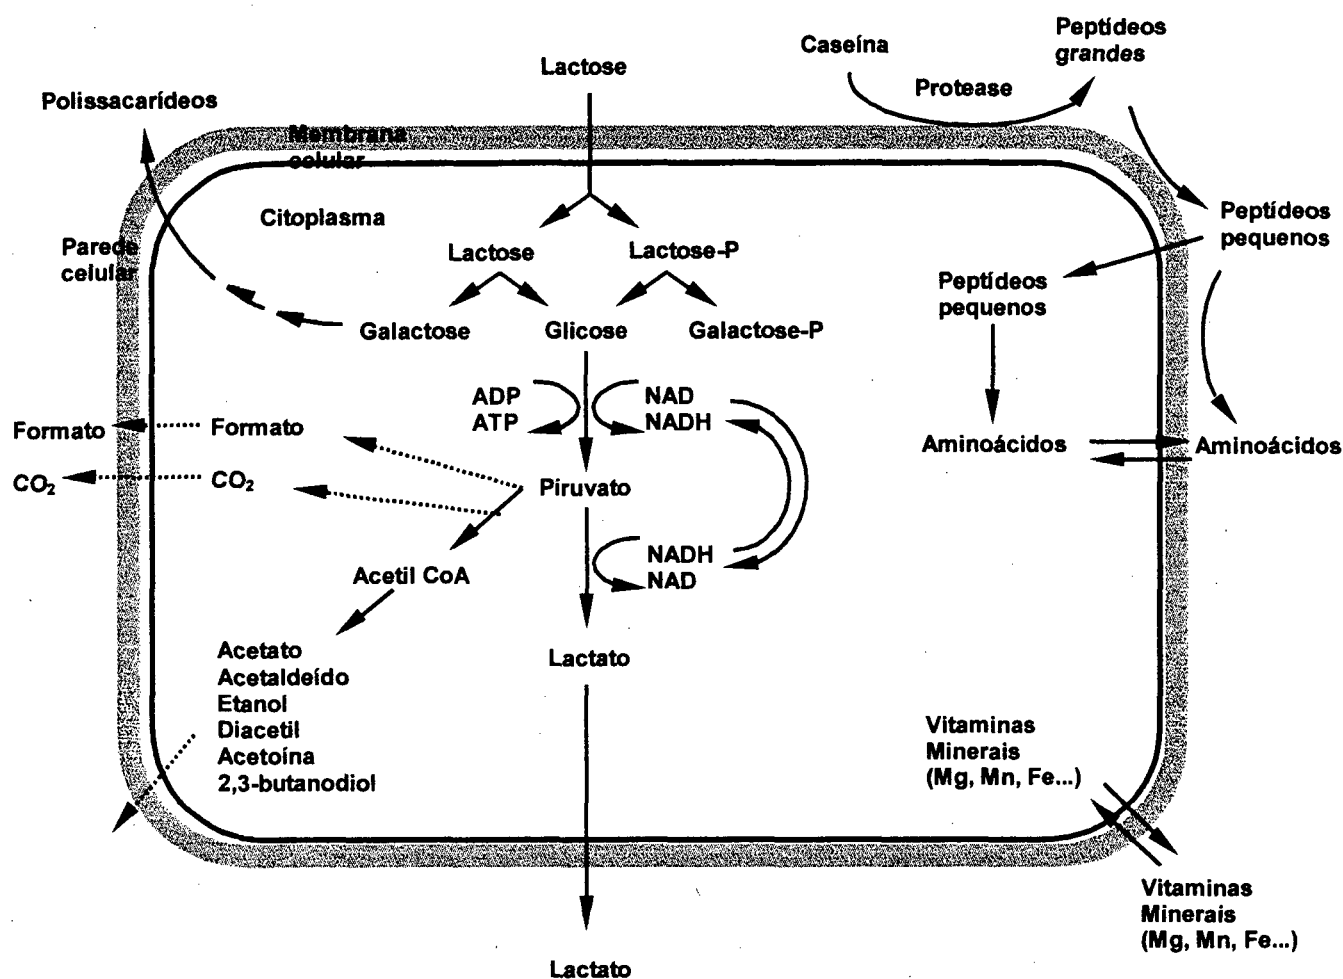 Peptídeos
grandes
Caseína
Protease
Lactose
Polissacarídeos
Membrana
celular
Citoplasma
Parede
celular
Lactose
Lactose-P
Peptídeos
pequenos
Peptídeos
pequenos
Galactose
Glicose
Galactose-P
ADP
ATP
NAD
NADH
Formato
Formato
Aminoácidos
Aminoácidos
CO₂
CO₂
Piruvato
NADH
NAD
Acetil CoA
Lactato
Acetato
Acetaldeído
Etanol
Diacetil
Acetoína
2,3-butanodiol
Vitaminas
Minerais
(Mg, Mn, Fe...)
Vitaminas
Minerais
(Mg, Mn, Fe...)
Lactato